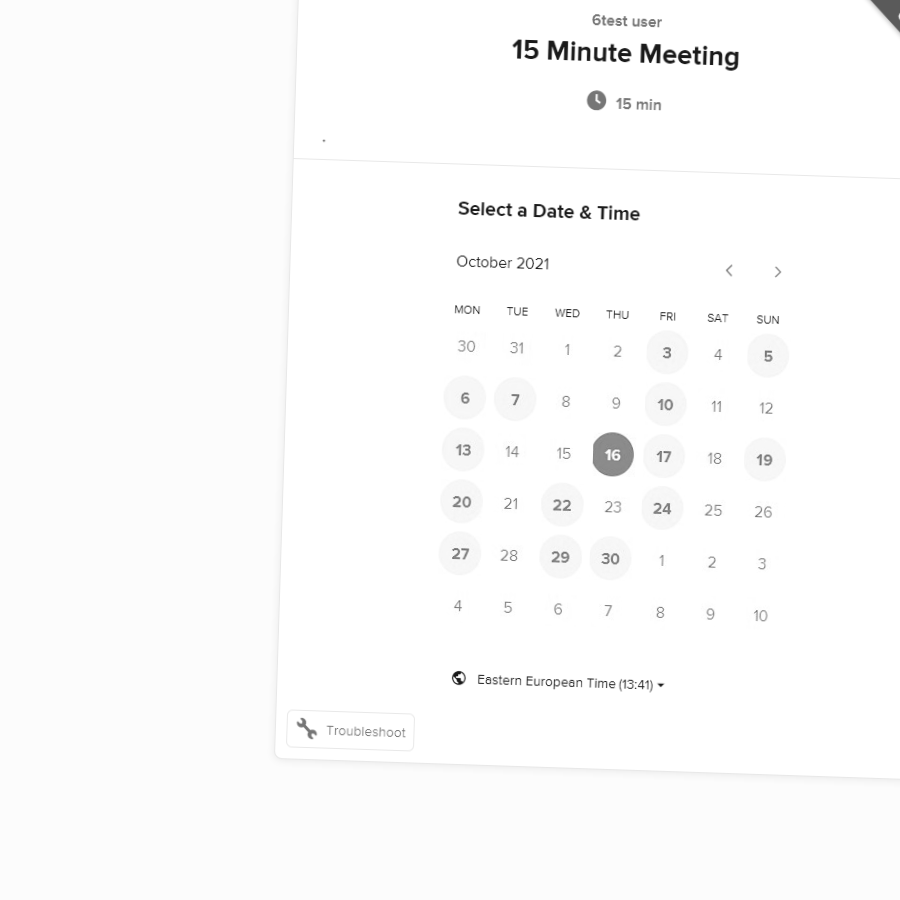 6test user
15 Minute Meeting
15 min
Select a Date & Time
October 2021
MON TUE WED THU FRI SAT SUN
30 31 1 2 3 4 5
6 7 8 9 10 11 12
13 14 15 16 17 18 19
20 21 22 23 24 25 26
27 28 29 30 1 2 3
4 5 6 7 8 9 10
Eastern European Time (13:41)
Troubleshoot